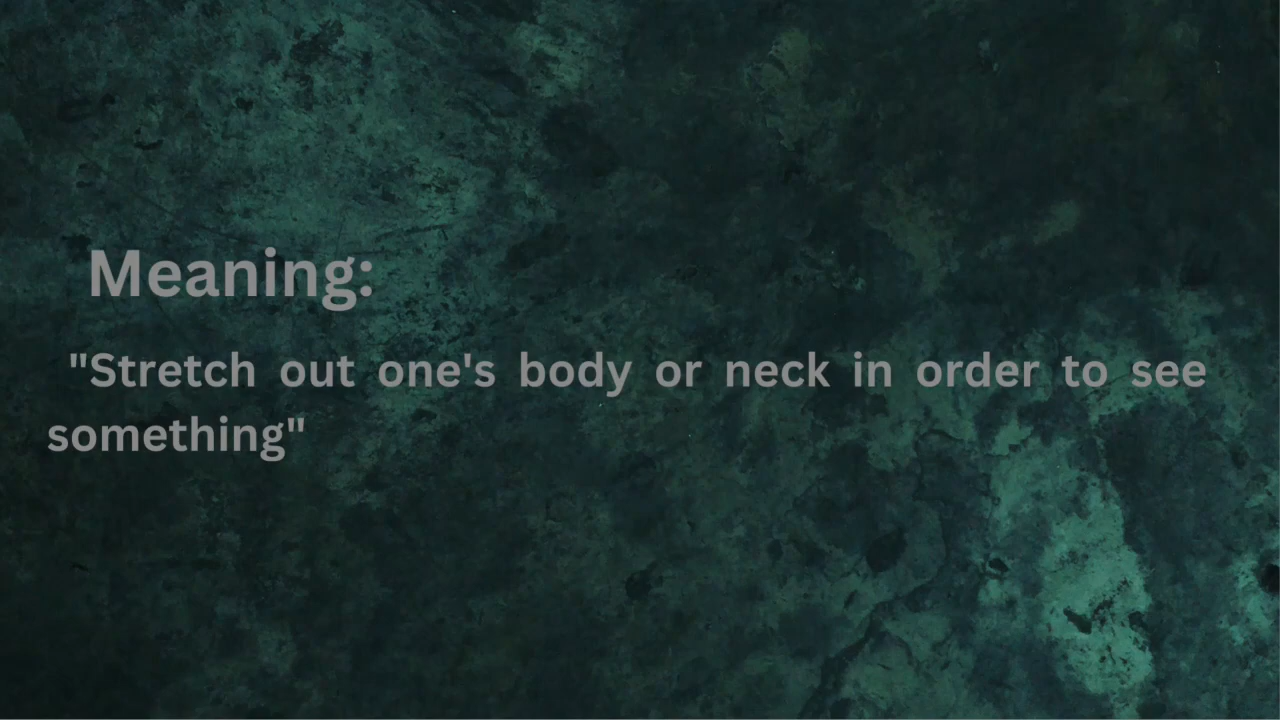 Meaning:
"Stretch out one's body or neck in order to see
something"